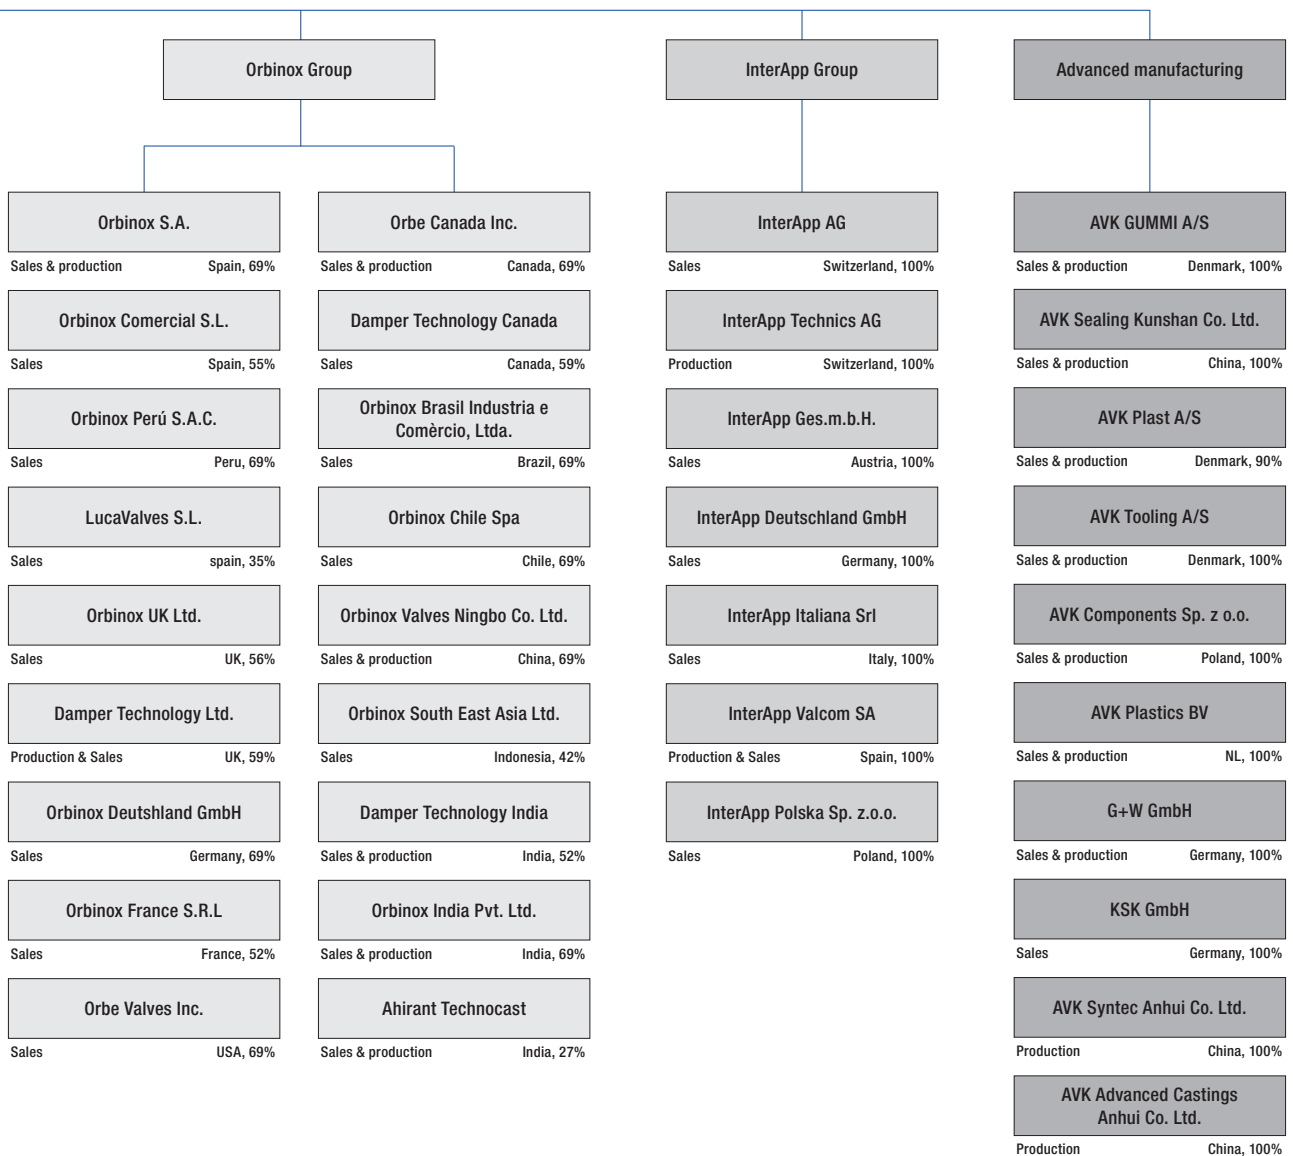 Orbinox Group
Orbinox S.A.
Sales & production Spain, 69%
Orbinox Comercial S.L.
Sales Spain, 55%
Orbinox Perú S.A.C.
Sales Peru, 69%
LucaValves S.L.
Sales spain, 35%
Orbinox UK Ltd.
Sales UK, 56%
Damper Technology Ltd.
Production & Sales UK, 59%
Orbinox Deutshland GmbH
Sales Germany, 69%
Orbinox France S.R.L
Sales France, 52%
Orbe Valves Inc.
Sales USA, 69%
Orbe Canada Inc.
Sales & production Canada, 69%
Damper Technology Canada
Sales Canada, 59%
Orbinox Brasil Industria e
Comèrcio, Ltda.
Sales Brazil, 69%
Orbinox Chile Spa
Sales Chile, 69%
Orbinox Valves Ningbo Co. Ltd.
Sales & production China, 69%
Orbinox South East Asia Ltd.
Sales Indonesia, 42%
Damper Technology India
Sales & production India, 52%
Orbinox India Pvt. Ltd.
Sales & production India, 69%
Ahirant Technocast
Sales & production India, 27%
InterApp Group
InterApp AG
Sales Switzerland, 100%
InterApp Technics AG
Production Switzerland, 100%
InterApp Ges.m.b.H.
Sales Austria, 100%
InterApp Deutschland GmbH
Sales Germany, 100%
InterApp Italiana Srl
Sales Italy, 100%
InterApp Valcom SA
Production & Sales Spain, 100%
InterApp Polska Sp. z.o.o.
Sales Poland, 100%
Advanced manufacturing
AVK GUMMI A/S
Sales & production Denmark, 100%
AVK Sealing Kunshan Co. Ltd.
Sales & production China, 100%
AVK Plast A/S
Sales & production Denmark, 90%
AVK Tooling A/S
Sales & production Denmark, 100%
AVK Components Sp. z o.o.
Sales & production Poland, 100%
AVK Plastics BV
Sales & production NL, 100%
G+W GmbH
Sales & production Germany, 100%
KSK GmbH
Sales Germany, 100%
AVK Syntec Anhui Co. Ltd.
Production China, 100%
AVK Advanced Castings
Anhui Co. Ltd.
Production China, 100%